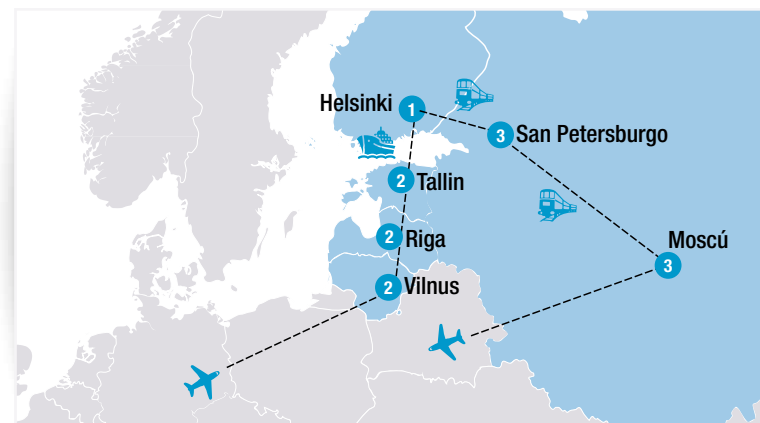 Helsinki 1
3 San Petersburgo
2 Tallin
2 Riga
Moscú
3
2 Vilnus